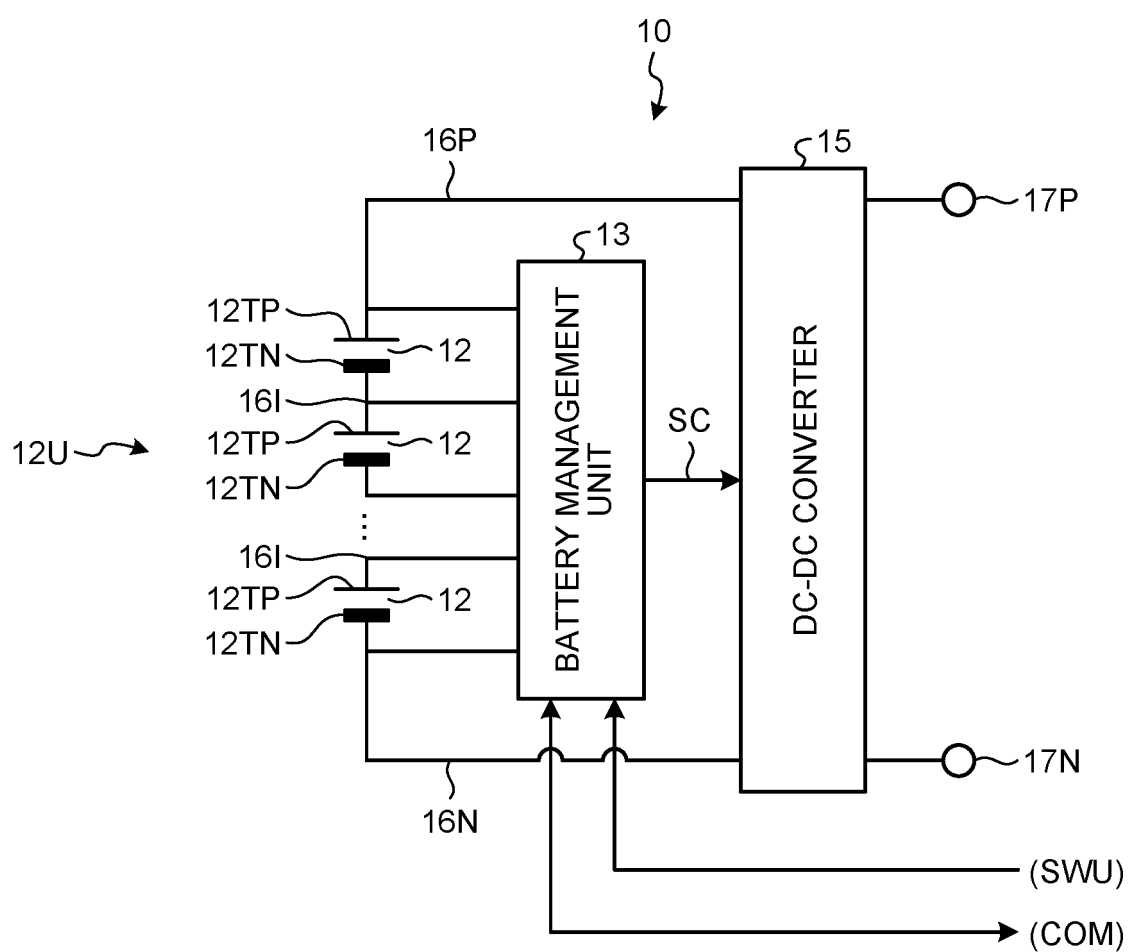 10
16P
15
17P
13
12TP
12
12TN
16I
12TP
12
12U
12TN
SC
⋮
16I
12TP
12
12TN
BATTERY MANAGEMENT
UNIT
DC-DC CONVERTER
17N
16N
(SWU)
(COM)